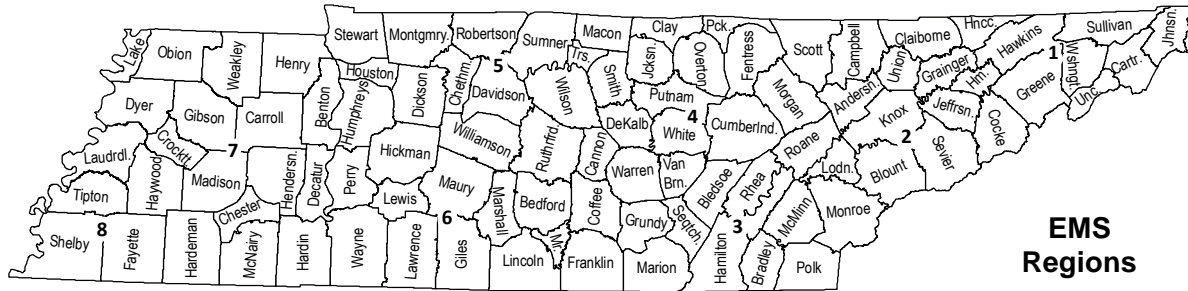 Stewart
Montgmry.
Robertson
Sumner
Trs.
Macon
Clay
Pck.
Fentress
Scott
Campbell
Claiborne
Hncc.
Hawkins
Sullivan
Jhnsn.
Lake
Obion
Weakley
Henry
Houston
Dickson
Chethm.
Davidson
5
Wilson
Smith
Jcksn.
Overton
Morgan
Andersn.
Union
Grainger
Hm.
Greene
1
Wshngt.
Unc.
Cartr.
Dyer
Gibson
Carroll
Benton
Humphreys
Williamson
Ruthrfrd.
Cannon
DeKalb
Putnam
White
4
Cumberlnd.
Roane
Knox
Jeffrsn.
Cocke
2
Sevier
Blount
Lodn.
Laudrdl.
Crocktt.
Haywood
Madison
7
Hendersn.
Decatur
Perry
Hickman
Lewis
Maury
Marshall
Bedford
Coffee
Warren
Van
Brn.
Bledsoe
Rhea
McMinn
Monroe
Tipton
Shelby
8
Fayette
Hardeman
Chester
McNairy
Hardin
Wayne
Lawrence
6
Giles
Lincoln
Mr.
Franklin
Grundy
Marion
Seqtch.
3
Hamilton
Bradley
Polk
EMS
Regions